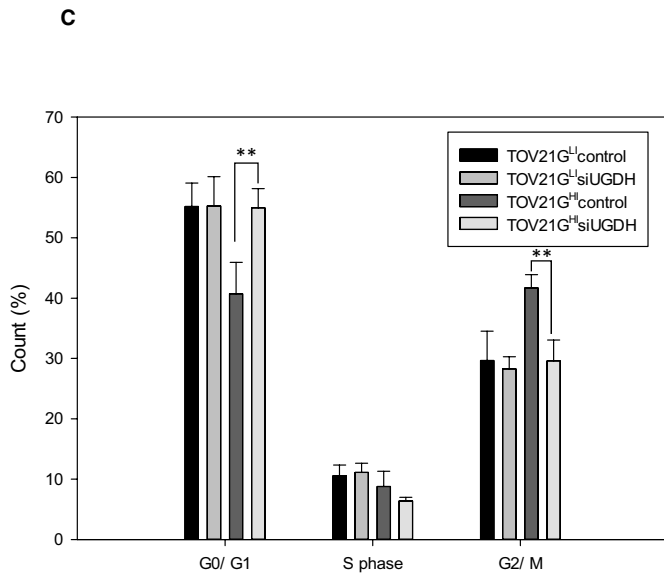 C
70
60
50
40
30
20
10
0
Count (%)
**
**
TOV21G^LI control
TOV21G^LI siUGDH
TOV21G^HI control
TOV21G^HI siUGDH
G0/ G1
S phase
G2/ M